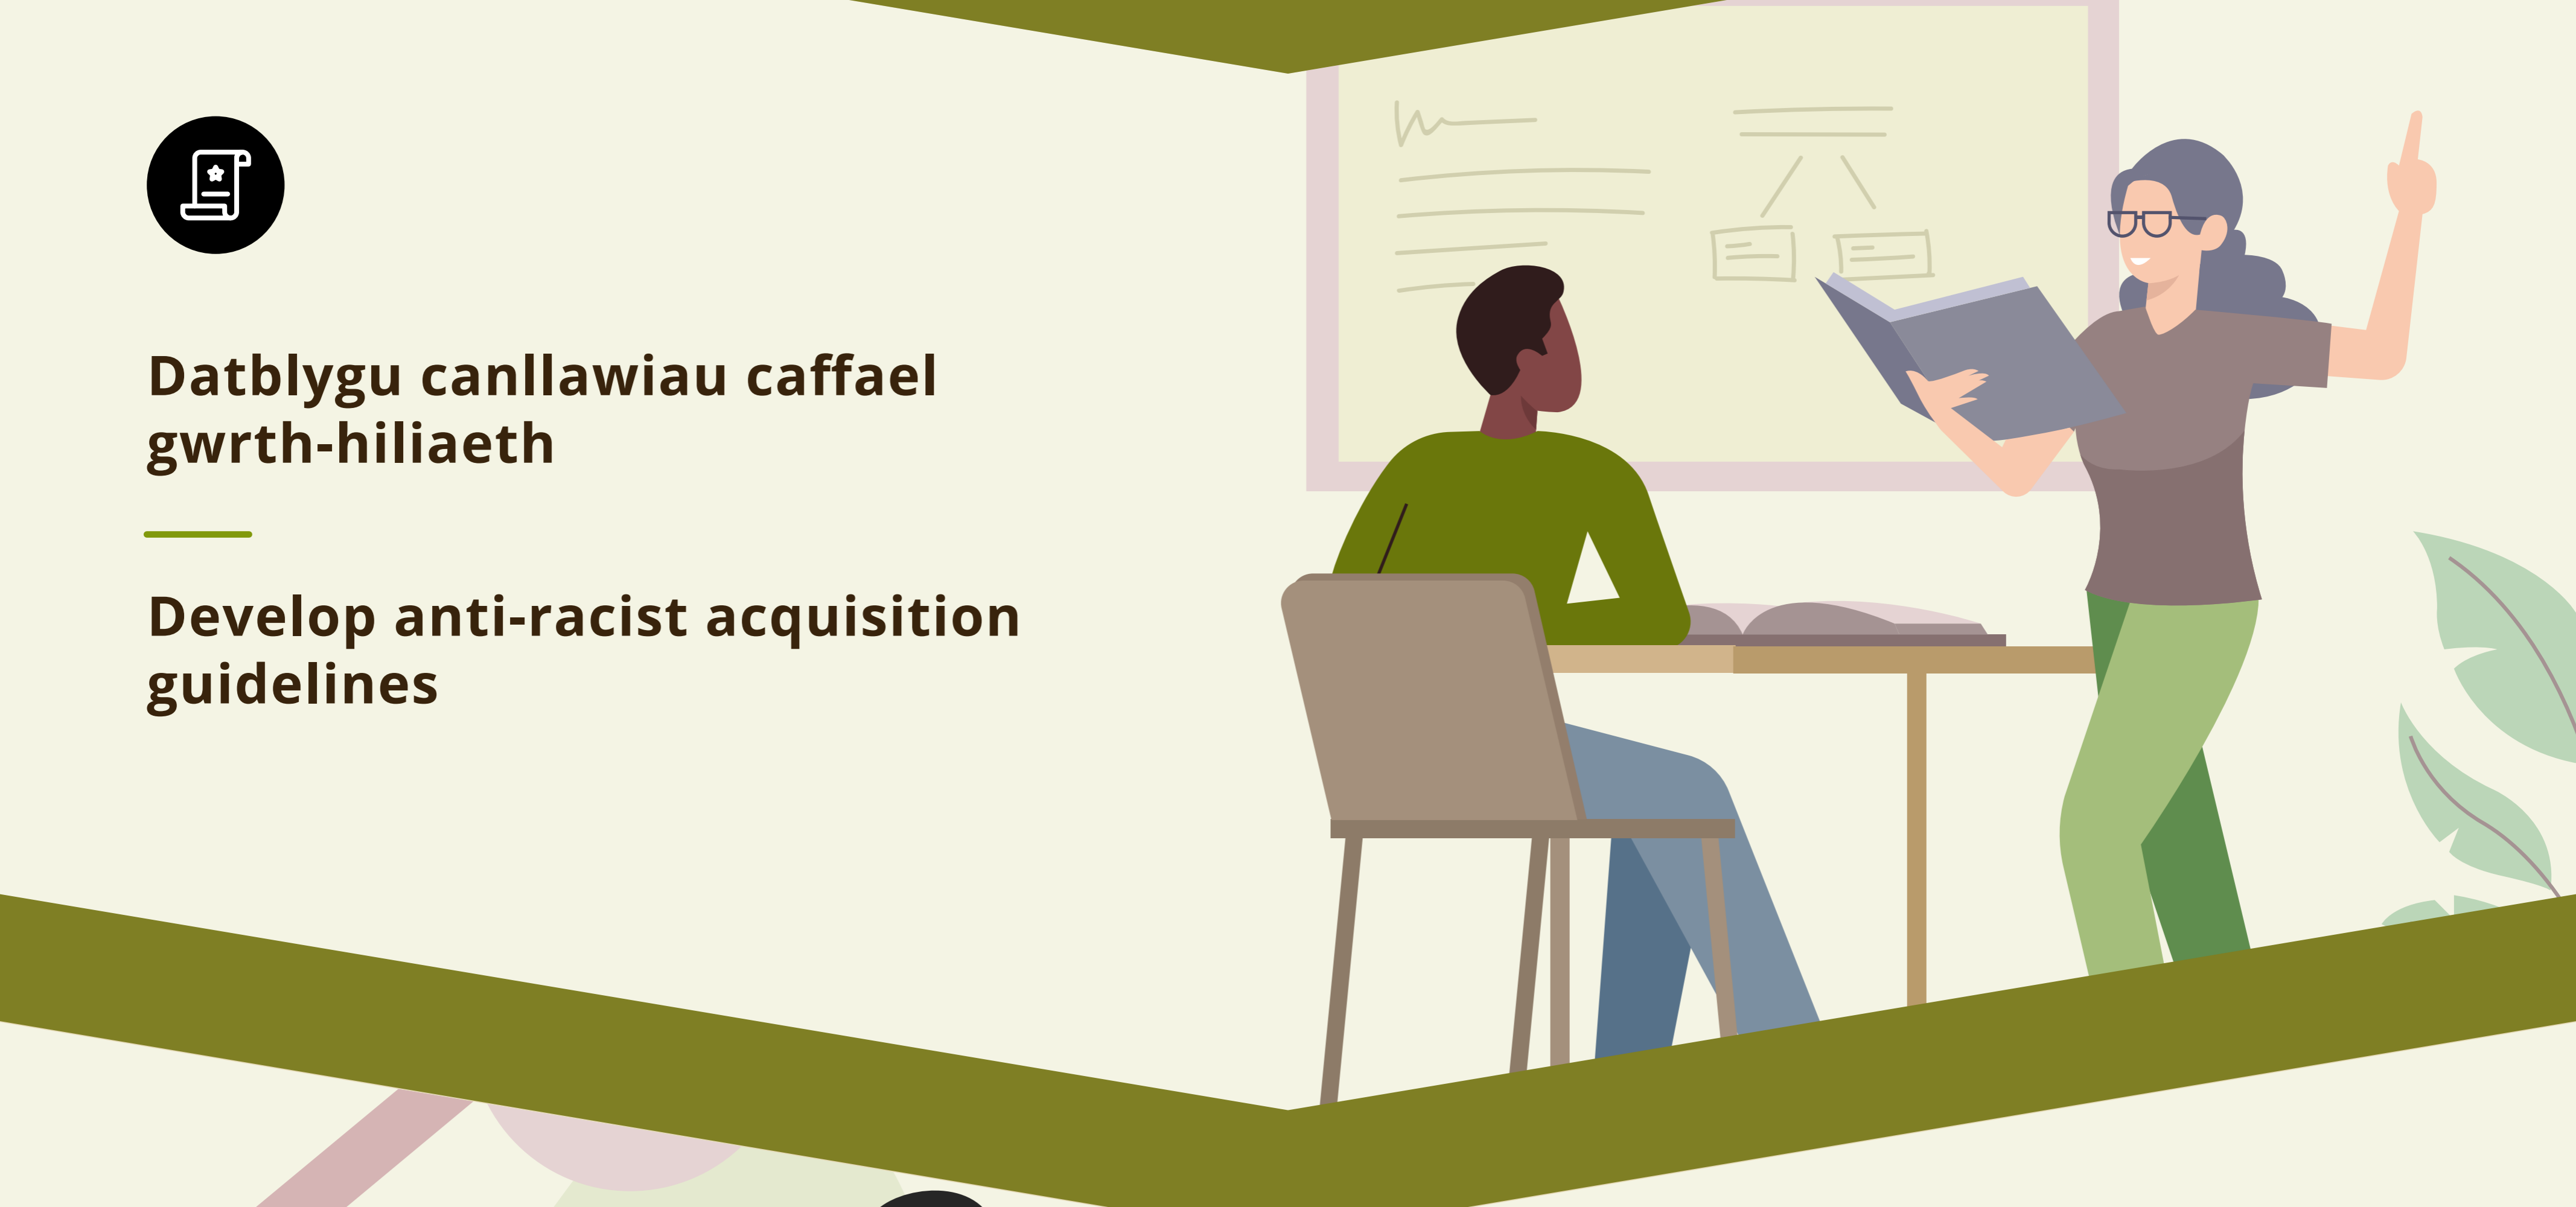 Datblygu canllawiau caffael
gwrth-hiliaeth
Develop anti-racist acquisition
guidelines